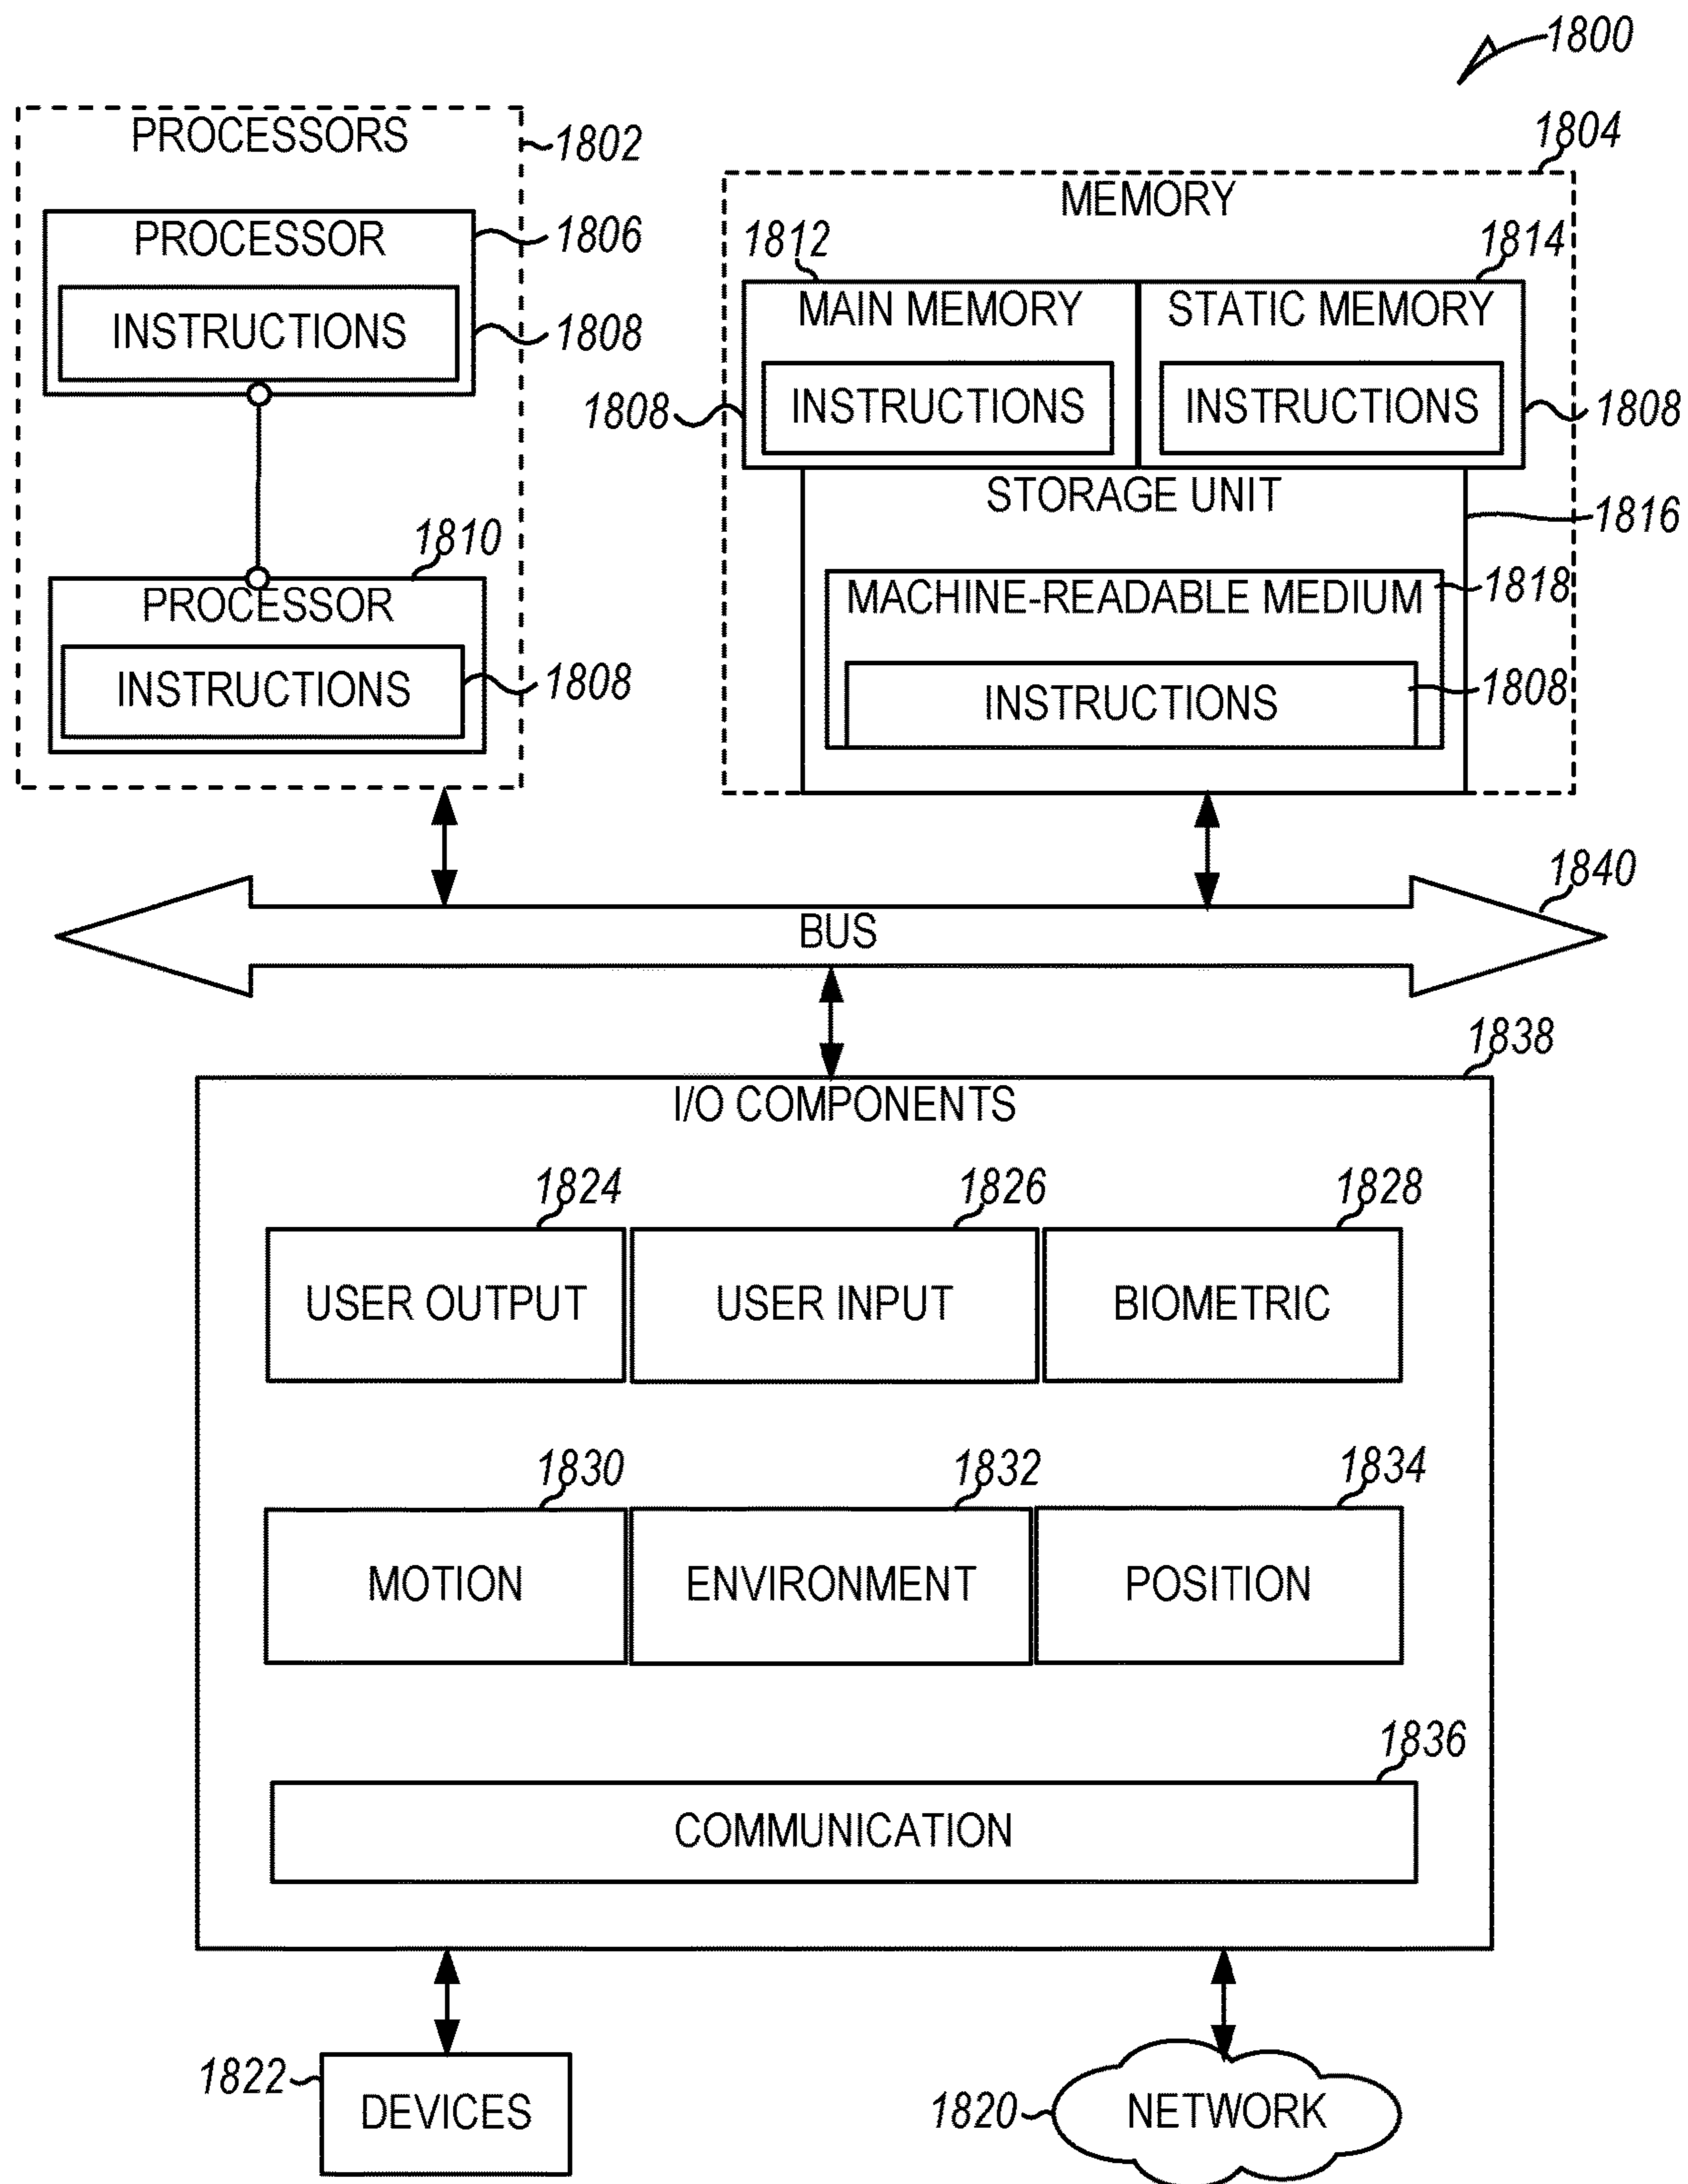 1800
PROCESSORS
1802
PROCESSOR
1806
INSTRUCTIONS
1808
1810
PROCESSOR
INSTRUCTIONS
1808
1804
MEMORY
1812
1814
MAIN MEMORY
STATIC MEMORY
1808
INSTRUCTIONS
INSTRUCTIONS
1808
STORAGE UNIT
1816
MACHINE-READABLE MEDIUM
1818
INSTRUCTIONS
1808
1840
BUS
1838
I/O COMPONENTS
1824
1826
1828
USER OUTPUT
USER INPUT
BIOMETRIC
1830
1832
1834
MOTION
ENVIRONMENT
POSITION
1836
COMMUNICATION
1822
DEVICES
1820
NETWORK